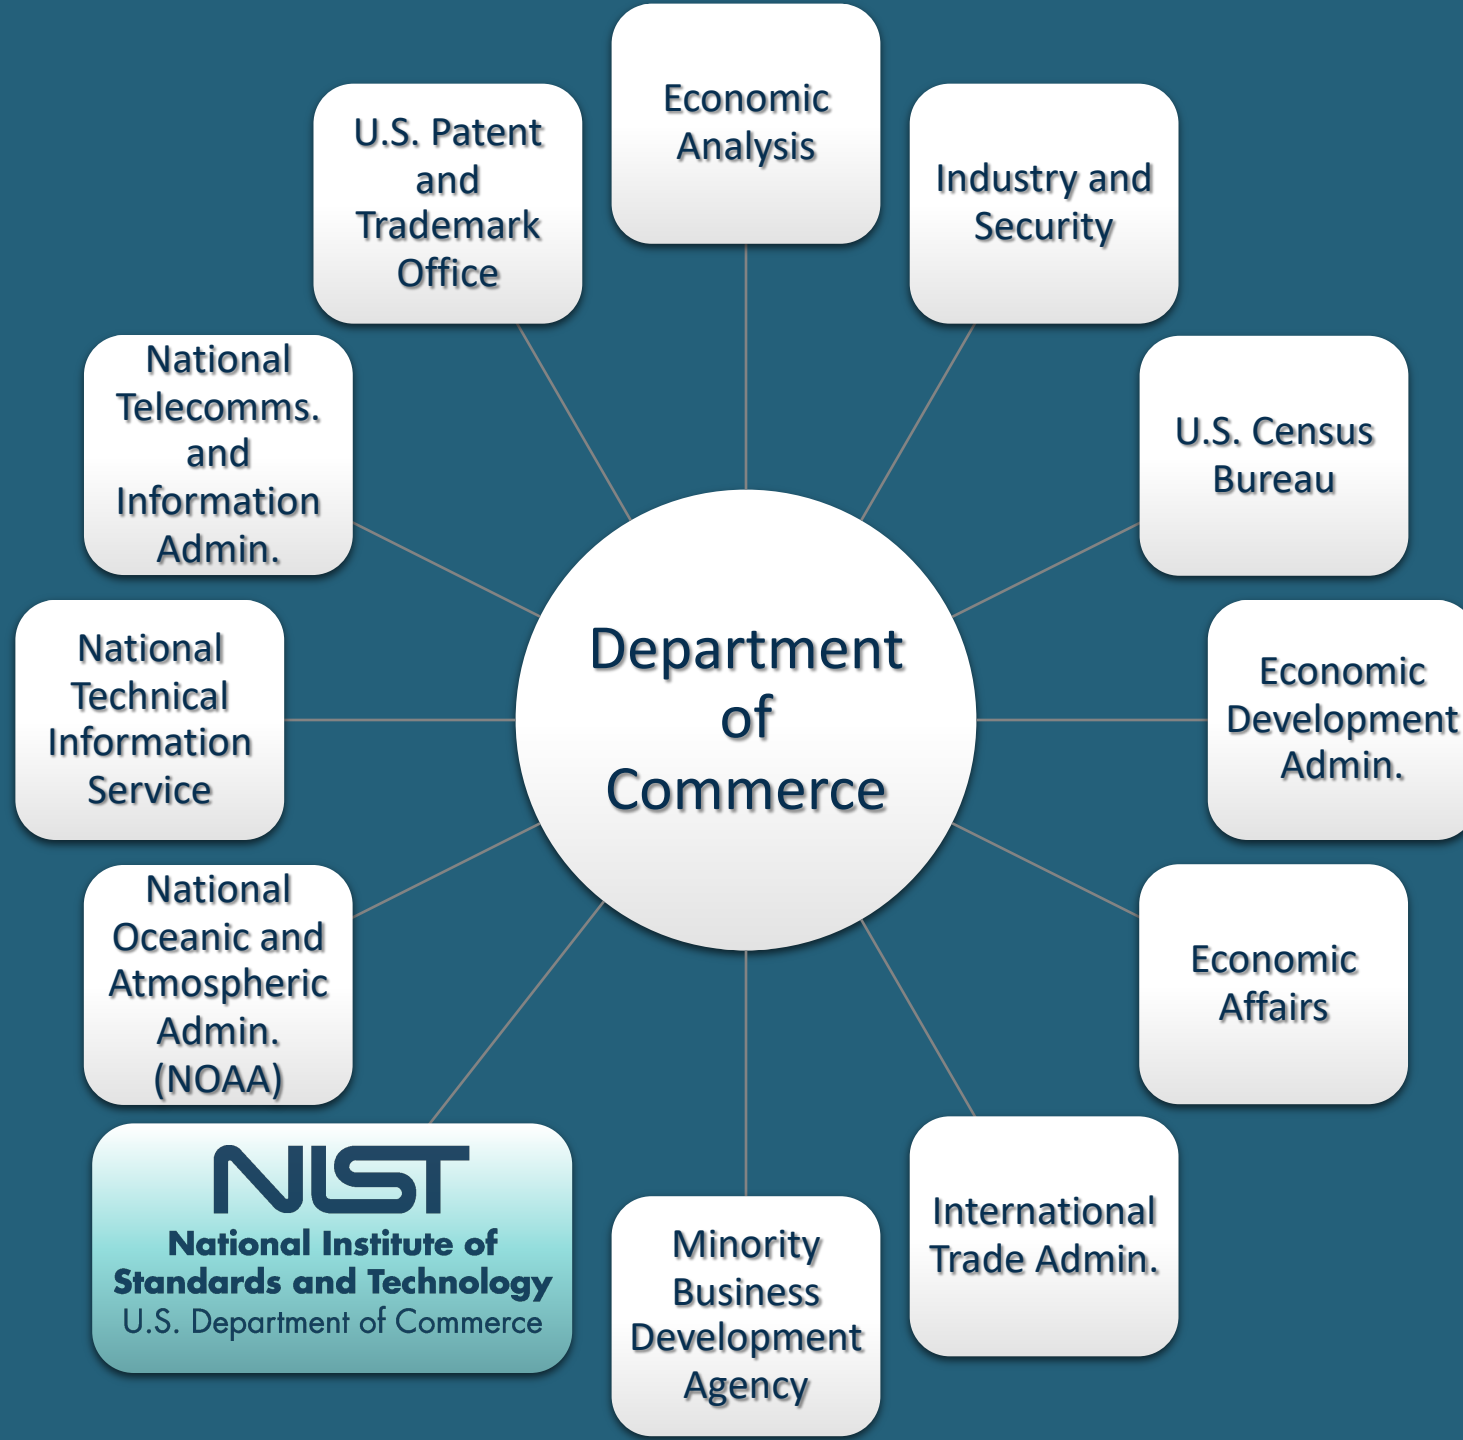 Economic
Analysis
Industry and
Security
U.S. Census
Bureau
Economic
Development
Admin.
Economic
Affairs
International
Trade Admin.
Minority
Business
Development
Agency
NIST
National Institute of
Standards and Technology
U.S. Department of Commerce
National
Oceanic and
Atmospheric
Admin.
(NOAA)
National
Technical
Information
Service
National
Telecomms.
and
Information
Admin.
U.S. Patent
and
Trademark
Office
Department
of
Commerce